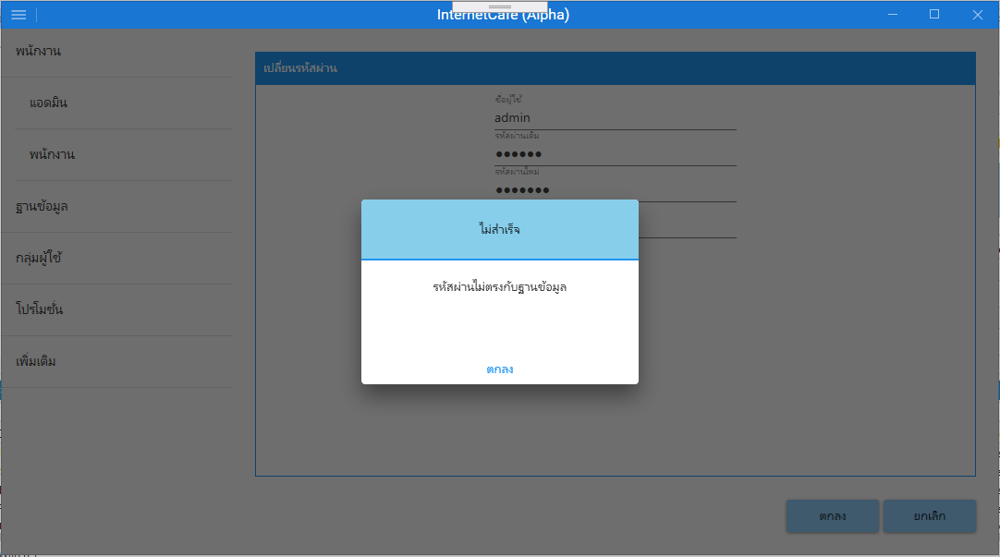 InternetCafe (Alpha)
พนักงาน
แอดมิน
พนักงาน
ฐานข้อมูล
กลุ่มผู้ใช้
โปรโมชั่น
เพิ่มเติม
เปลี่ยนรหัสผ่าน
ชื่อผู้ใช้
admin
รหัสผ่านเดิม
••••••
รหัสผ่านใหม่
•••••••
ไม่สำเร็จ
รหัสผ่านไม่ตรงกับฐานข้อมูล
ตกลง
ตกลง
ยกเลิก